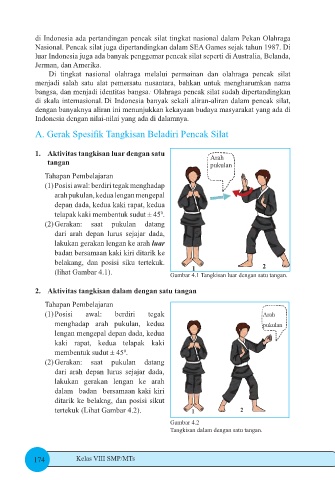 di Indonesia ada pertandingan pencak silat tingkat nasional dalam Pekan Olahraga
Nasional. Pencak silat juga dipertandingkan dalam SEA Games sejak tahun 1987. Di
luar Indonesia juga ada banyak penggemar pencak silat seperti di Australia, Belanda,
Jerman, dan Amerika.
Di tingkat nasional olahraga melalui permainan dan olahraga pencak silat
menjadi salah satu alat pemersatu nusantara, bahkan untuk mengharumkan nama
bangsa, dan menjadi identitas bangsa. Olahraga pencak silat sudah dipertandingkan
di skala internasional. Di Indonesia banyak sekali aliran-aliran dalam pencak silat,
dengan banyaknya aliran ini menunjukkan kekayaan budaya masyarakat yang ada di
Indonesia dengan nilai-nilai yang ada di dalamnya.
A. Gerak Spesifik Tangkisan Beladiri Pencak Silat
1. Aktivitas tangkisan luar dengan satu
tangan
Tahapan Pembelajaran
(1) Posisi awal: berdiri tegak menghadap
arah pukulan, kedua lengan mengepal
depan dada, kedua kaki rapat, kedua
telapak kaki membentuk sudut ± 45°.
(2) Gerakan: saat pukulan datang
dari arah depan lurus sejajar dada,
lakukan gerakan lengan ke arah luar
badan bersamaan kaki kiri ditarik ke
belakang, dan posisi siku tertekuk.
(lihat Gambar 4.1).
Arah
pukulan
1
2
Gambar 4.1 Tangkisan luar dengan satu tangan.
2. Aktivitas tangkisan dalam dengan satu tangan
Tahapan Pembelajaran
(1) Posisi awal: berdiri tegak
menghadap arah pukulan, kedua
lengan mengepal depan dada, kedua
kaki rapat, kedua telapak kaki
membentuk sudut ± 45°.
(2) Gerakan: saat pukulan datang
dari arah depan lurus sejajar dada,
lakukan gerakan lengan ke arah
dalam badan bersamaan kaki kiri
ditarik ke belakang, dan posisi sikut
tertekuk (Lihat Gambar 4.2).
Arah
pukulan
1
2
Gambar 4.2
Tangkisan dalam dengan satu tangan.
174
Kelas VIII SMP/MTs